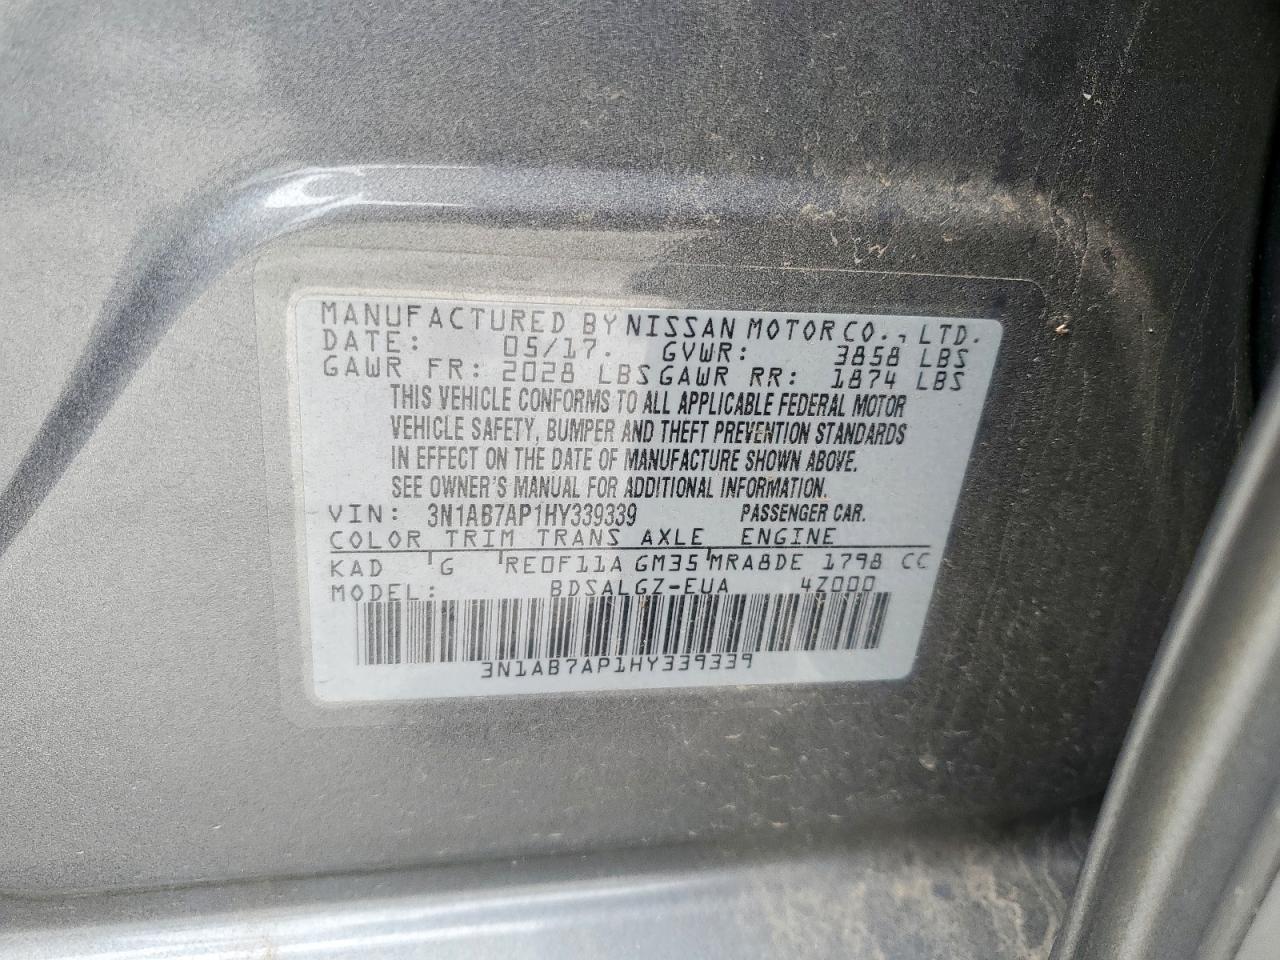 MANUFACTURED BY NISSAN MOTOR CO., LTD.
DATE: 05/17. GVWR: 3858 LBS
GAWR FR: 2028 LBS GAWR RR: 1874 LBS
THIS VEHICLE CONFORMS TO ALL APPLICABLE FEDERAL MOTOR
VEHICLE SAFETY, BUMPER AND THEFT PREVENTION STANDARDS
IN EFFECT ON THE DATE OF MANUFACTURE SHOWN ABOVE.
SEE OWNER'S MANUAL FOR ADDITIONAL INFORMATION.
VIN: 3N1AB7AP1HY339339 PASSENGER CAR.
COLOR TRIM TRANS AXLE ENGINE
KAD G RE0F11A GM35 MRA8DE 1798 CC
MODEL: BDSALGZ-EUA 4Z000
3N1AB7AP1HY339339